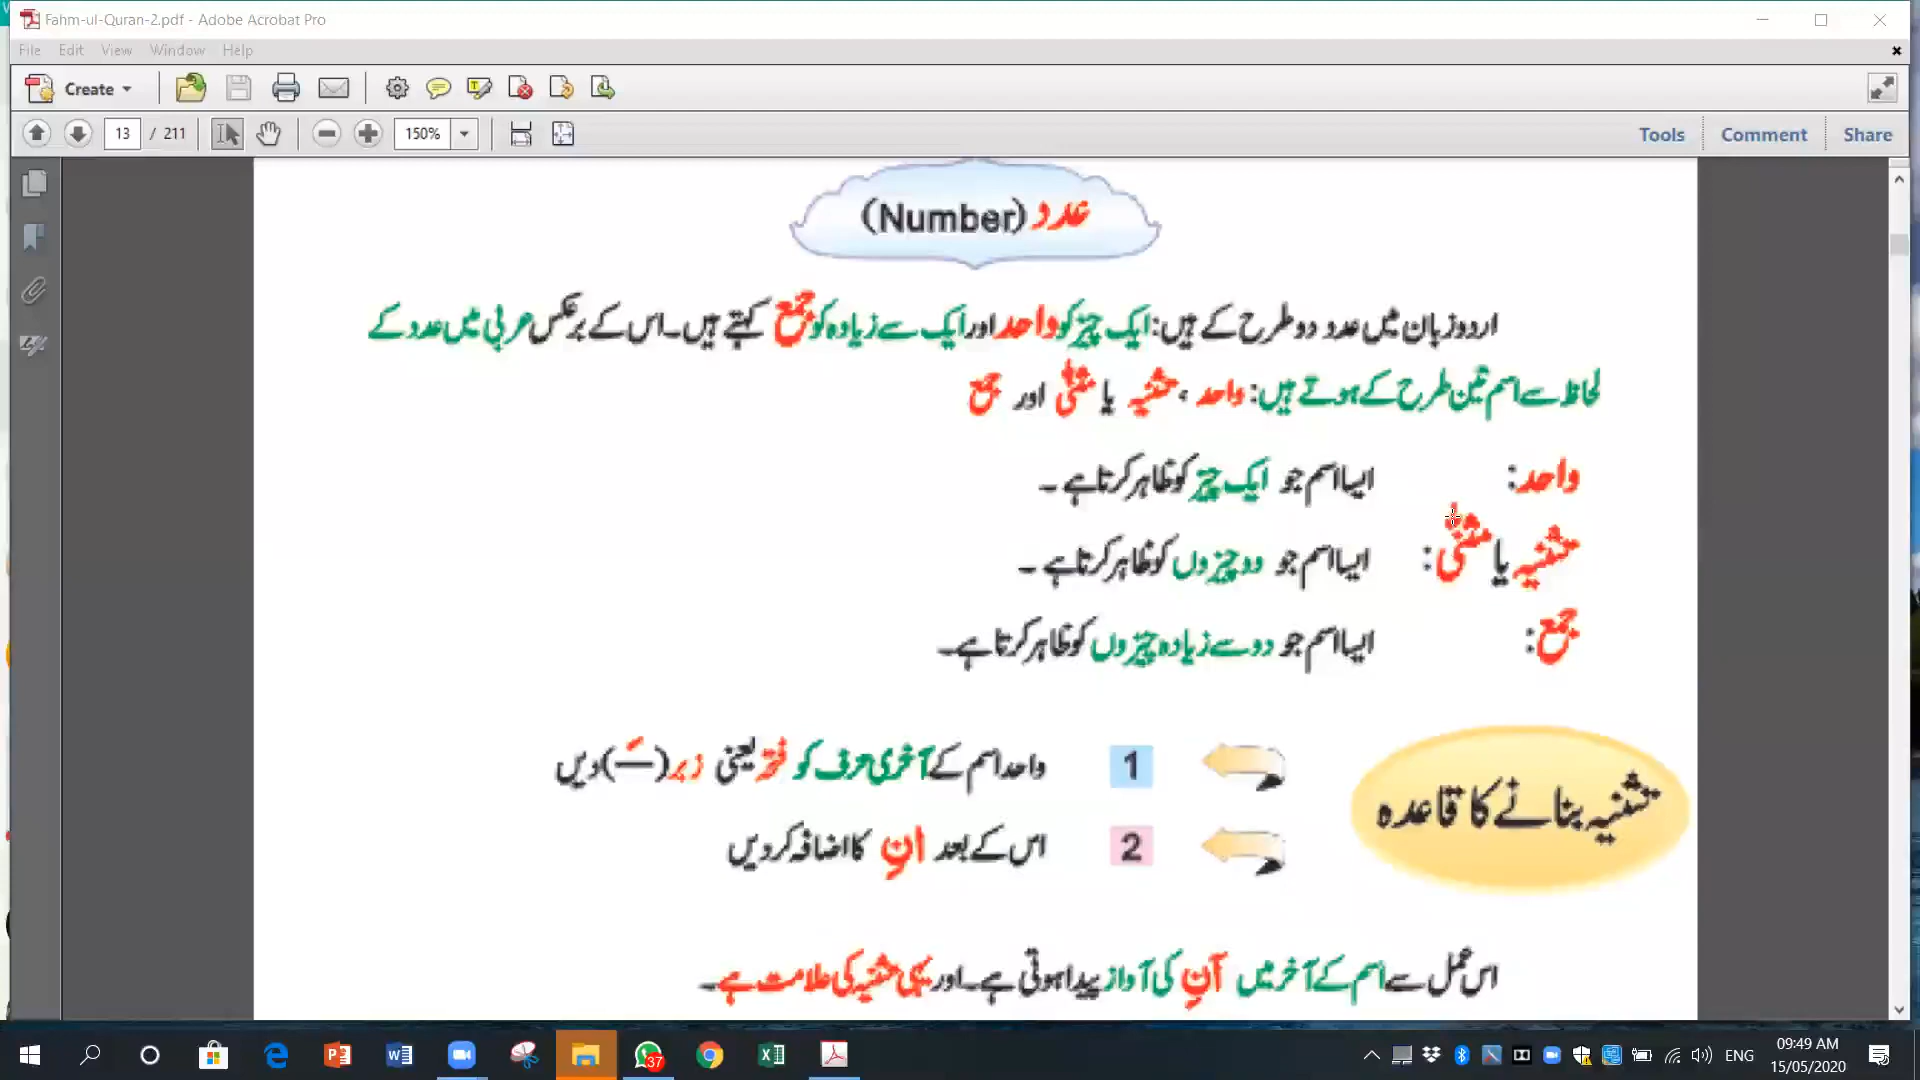 Fahm-ul-Quran-2.pdf - Adobe Acrobat Pro
File Edit View Window Help
Create
13 / 211 150% Tools Comment Share
عدد (Number)
اردو زبان میں عدد دو طرح کے ہیں: ایک چیز کو واحد اور ایک سے زیادہ کو جمع کہتے ہیں۔ اس کے برعکس عربی میں عدد کے
لحاظ سے اسم تین طرح کے ہوتے ہیں: واحد، تثنیہ یا مثنّٰی اور جمع
واحد: ایسا اسم جو ایک چیز کو ظاہر کرتا ہے ۔
تثنیہ یا مثنّٰی: ایسا اسم جو دو چیزوں کو ظاہر کرتا ہے ۔
جمع: ایسا اسم جو دو سے زیادہ چیزوں کو ظاہر کرتا ہے۔
تثنیہ بنانے کا قاعدہ
1 واحد اسم کے آخری حرف کو فتحہ یعنی زبر (ـَـ) دیں
2 اس کے بعد انِ کا اضافہ کر دیں
اس عمل سے اسم کے آخر میں آنِ کی آواز پیدا ہوتی ہے۔ اور یہی تثنیہ کی علامت ہے۔
37
ENG
09:49 AM
15/05/2020